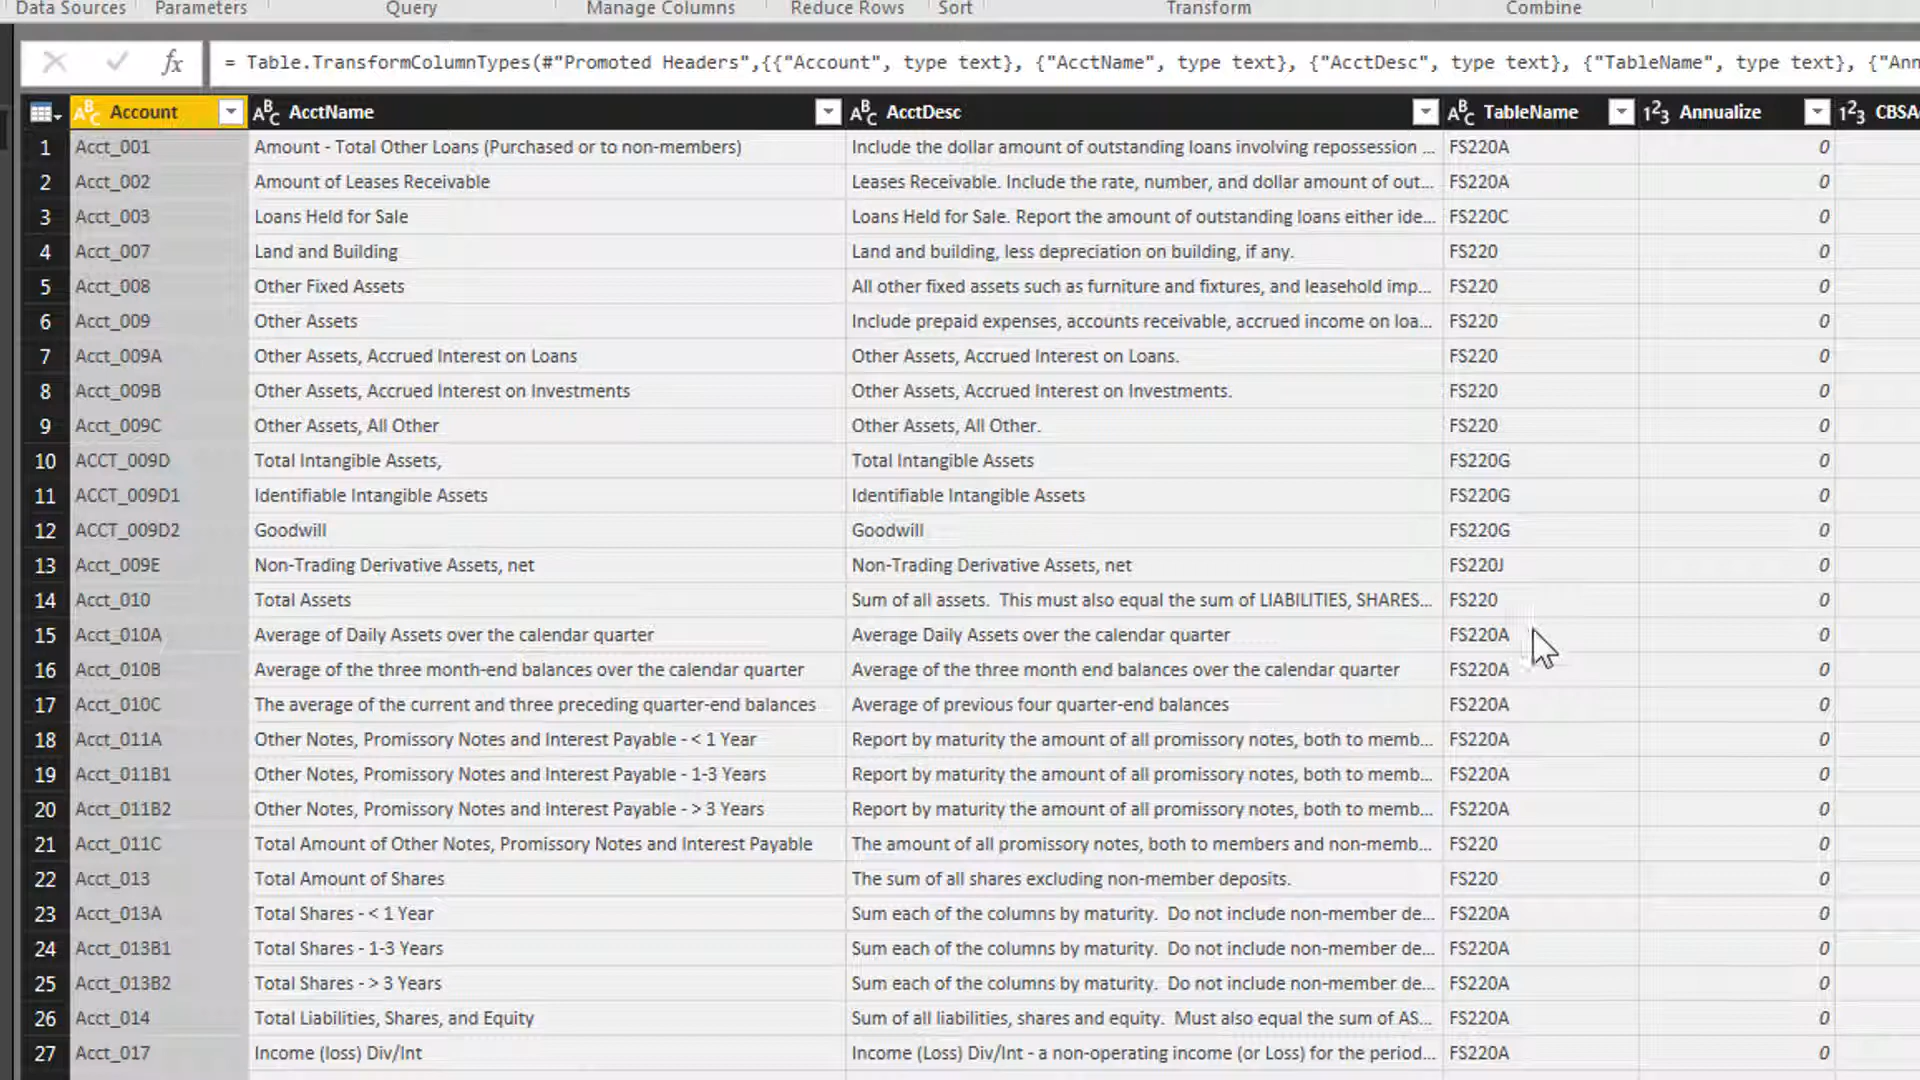 Data Sources Parameters Query Manage Columns Reduce Rows Sort Transform Combine
fx = Table.TransformColumnTypes(#"Promoted Headers",{{"Account", type text}, {"AcctName", type text}, {"AcctDesc", type text}, {"TableName", type text}, {"Ann
ABC Account ABC AcctName ABC AcctDesc ABC TableName 123 Annualize 123 CBSA
1 Acct_001 Amount - Total Other Loans (Purchased or to non-members) Include the dollar amount of outstanding loans involving repossession ... FS220A 0
2 Acct_002 Amount of Leases Receivable Leases Receivable. Include the rate, number, and dollar amount of out... FS220A 0
3 Acct_003 Loans Held for Sale Loans Held for Sale. Report the amount of outstanding loans either ide... FS220C 0
4 Acct_007 Land and Building Land and building, less depreciation on building, if any. FS220 0
5 Acct_008 Other Fixed Assets All other fixed assets such as furniture and fixtures, and leasehold imp... FS220 0
6 Acct_009 Other Assets Include prepaid expenses, accounts receivable, accrued income on loa... FS220 0
7 Acct_009A Other Assets, Accrued Interest on Loans Other Assets, Accrued Interest on Loans. FS220 0
8 Acct_009B Other Assets, Accrued Interest on Investments Other Assets, Accrued Interest on Investments. FS220 0
9 Acct_009C Other Assets, All Other Other Assets, All Other. FS220 0
10 ACCT_009D Total Intangible Assets, Total Intangible Assets FS220G 0
11 ACCT_009D1 Identifiable Intangible Assets Identifiable Intangible Assets FS220G 0
12 ACCT_009D2 Goodwill Goodwill FS220G 0
13 Acct_009E Non-Trading Derivative Assets, net Non-Trading Derivative Assets, net FS220J 0
14 Acct_010 Total Assets Sum of all assets.  This must also equal the sum of LIABILITIES, SHARES... FS220 0
15 Acct_010A Average of Daily Assets over the calendar quarter Average Daily Assets over the calendar quarter FS220A 0
16 Acct_010B Average of the three month-end balances over the calendar quarter Average of the three month end balances over the calendar quarter FS220A 0
17 Acct_010C The average of the current and three preceding quarter-end balances Average of previous four quarter-end balances FS220A 0
18 Acct_011A Other Notes, Promissory Notes and Interest Payable - < 1 Year Report by maturity the amount of all promissory notes, both to memb... FS220A 0
19 Acct_011B1 Other Notes, Promissory Notes and Interest Payable - 1-3 Years Report by maturity the amount of all promissory notes, both to memb... FS220A 0
20 Acct_011B2 Other Notes, Promissory Notes and Interest Payable - > 3 Years Report by maturity the amount of all promissory notes, both to memb... FS220A 0
21 Acct_011C Total Amount of Other Notes, Promissory Notes and Interest Payable The amount of all promissory notes, both to members and non-memb... FS220 0
22 Acct_013 Total Amount of Shares The sum of all shares excluding non-member deposits. FS220 0
23 Acct_013A Total Shares - < 1 Year Sum each of the columns by maturity.  Do not include non-member de... FS220A 0
24 Acct_013B1 Total Shares - 1-3 Years Sum each of the columns by maturity.  Do not include non-member de... FS220A 0
25 Acct_013B2 Total Shares - > 3 Years Sum each of the columns by maturity.  Do not include non-member de... FS220A 0
26 Acct_014 Total Liabilities, Shares, and Equity Sum of all liabilities, shares and equity.  Must also equal the sum of AS... FS220A 0
27 Acct_017 Income (loss) Div/Int Income (Loss) Div/Int - a non-operating income (or Loss) for the period... FS220A 0